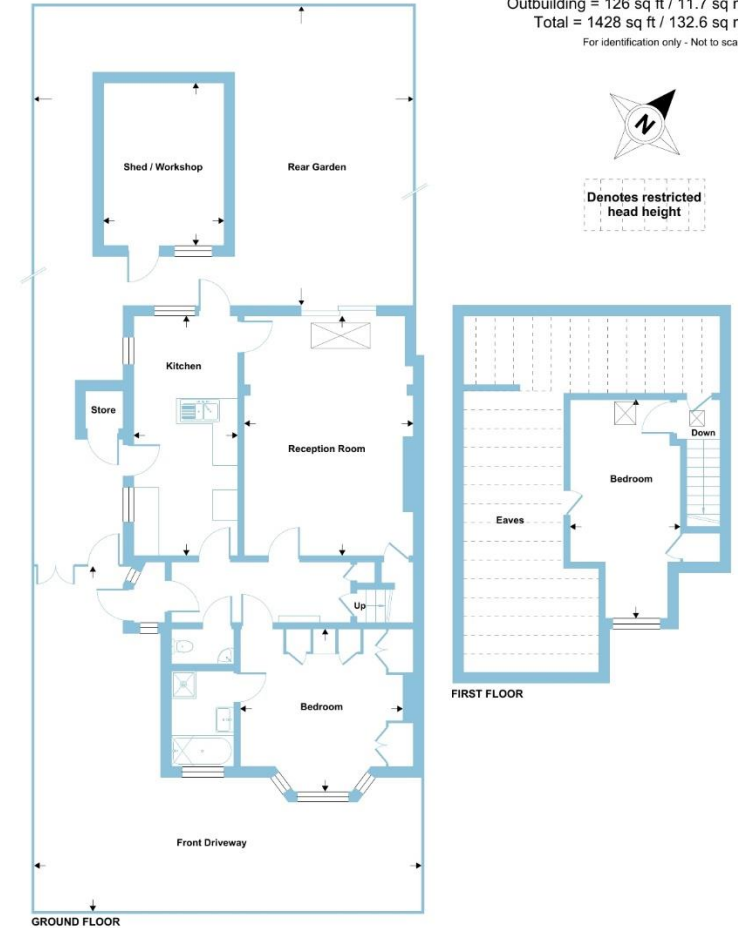 Outbuilding = 126 sq ft / 11.7 sq
Total = 1428 sq ft / 132.6 sq
For identification only - Not to
N
Denotes restricted
head height
Shed / Workshop
Rear Garden
Kitchen
Store
Reception Room
Up
Bedroom
Front Driveway
GROUND FLOOR
Down
Bedroom
Eaves
FIRST FLOOR